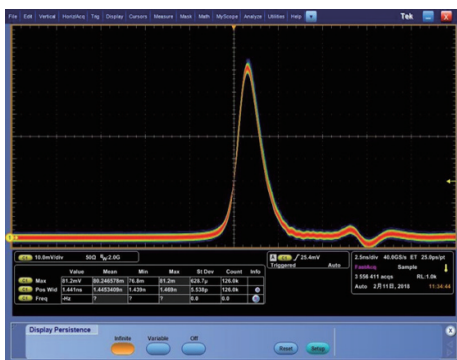 File Edit Vertical Horiz/Acq Trig Display Cursors Measure Mask Math MyScope Analyze Utilities Help Tek
C1 10.0mV/div 50Ω BW:2.0G
A C1 25.4mV
Triggered Auto
2.5ns/div 40.0GS/s ET 25.0ps/pt
FastAcq Sample
3 556 411 acqs RL:1.0k
Auto 2月11日, 2018 11:34:44
Value Mean Min Max St Dev Count Info
C1 Max 81.2mV 80.246578m 76.8m 81.2m 628.7µ 126.0k
C1 Pos Wid 1.441ns 1.4453409n 1.439n 1.469n 5.538p 126.0k
C1 Freq -Hz ? ? ? 0.0 0.0
Display Persistence
Infinite Variable Off
Reset Setup